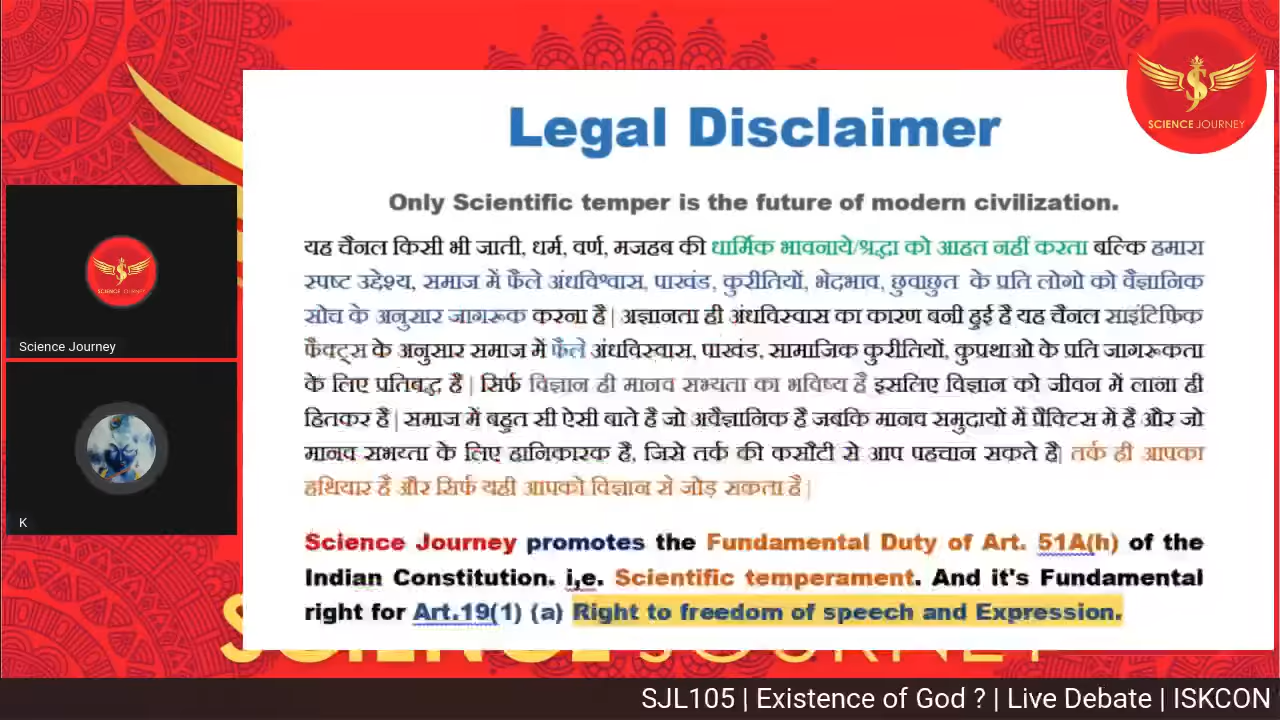 SCIENCE JOURNEY
Legal Disclaimer
Only Scientific temper is the future of modern civilization.
यह चैनल किसी भी जाती, धर्म, वर्ण, मजहब की धार्मिक भावनाये/श्रद्धा को आहत नहीं करता बल्कि हमारा
स्पष्ट उद्देश्य, समाज में फैले अंधविश्वास, पाखंड, कुरीतियों, भेदभाव, छुवाछुत के प्रति लोगो को वैज्ञानिक
सोच के अनुसार जागरूक करना है | अज्ञानता ही अंधविस्वास का कारण बनी हुई है यह चैनल साइंटिफिक
फैक्ट्स के अनुसार समाज में फैले अंधविस्वास, पाखंड, सामाजिक कुरीतियों, कुप्रथाओ के प्रति जागरूकता
के लिए प्रतिबद्ध है | सिर्फ विज्ञान ही मानव सभ्यता का भविष्य है इसलिए विज्ञान को जीवन में लाना ही
हितकर है | समाज में बहुत सी ऐसी बाते है जो अवैज्ञानिक है जबकि मानव समुदायों में प्रैक्टिस में है और जो
मानव सभ्यता के लिए हानिकारक है, जिसे तर्क की कसौटी से आप पहचान सकते है| तर्क ही आपका
हथियार है और सिर्फ यही आपको विज्ञान से जोड़ सकता है |
Science Journey promotes the Fundamental Duty of Art. 51A(h) of the
Indian Constitution. i,e. Scientific temperament. And it's Fundamental
right for Art.19(1) (a) Right to freedom of speech and Expression.
Science Journey
SCIENCE JOURNEY
K
SCIENCE JOURNEY
SJL105 | Existence of God ? | Live Debate | ISKCON